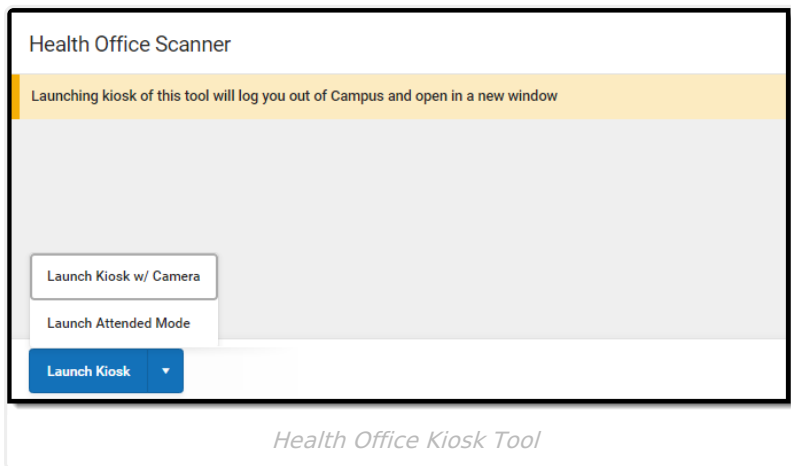 Health Office Scanner
Launching kiosk of this tool will log you out of Campus and open in a new window
Launch Kiosk w/ Camera
Launch Attended Mode
Launch Kiosk
Health Office Kiosk Tool